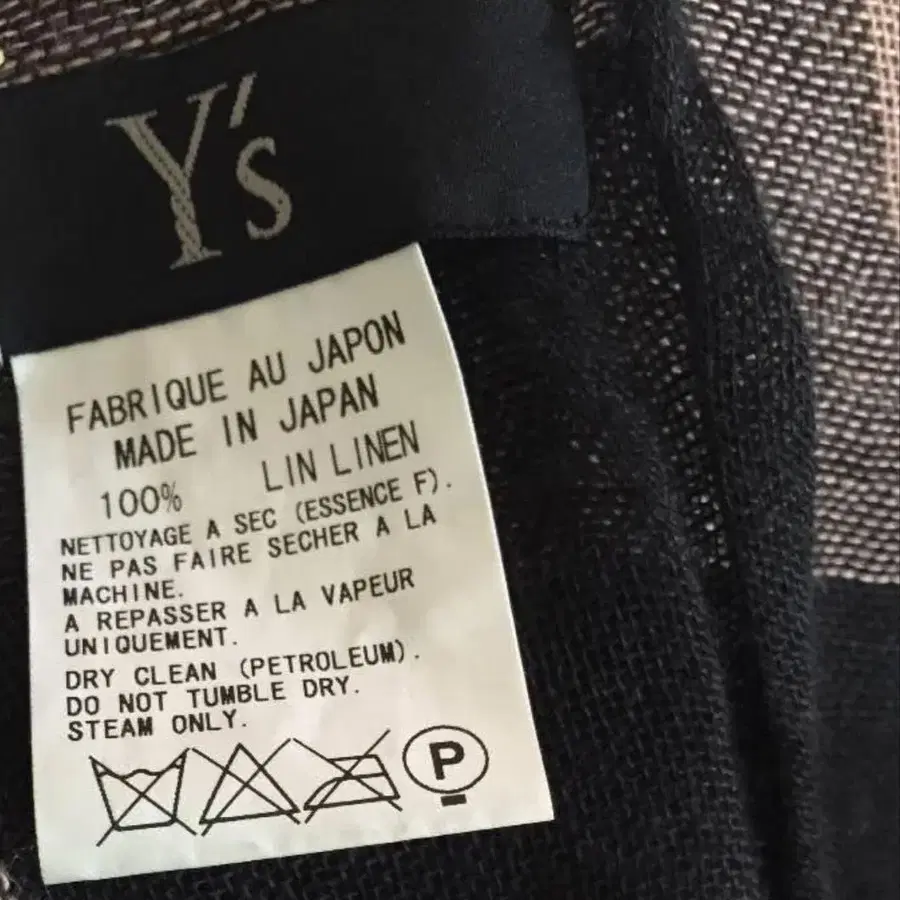 Y's
FABRIQUE AU JAPON
MADE IN JAPAN
100% LIN LINEN
NETTOYAGE A SEC (ESSENCE F).
NE PAS FAIRE SECHER A LA
MACHINE.
A REPASSER A LA VAPEUR
UNIQUEMENT.
DRY CLEAN (PETROLEUM).
DO NOT TUMBLE DRY.
STEAM ONLY.
P